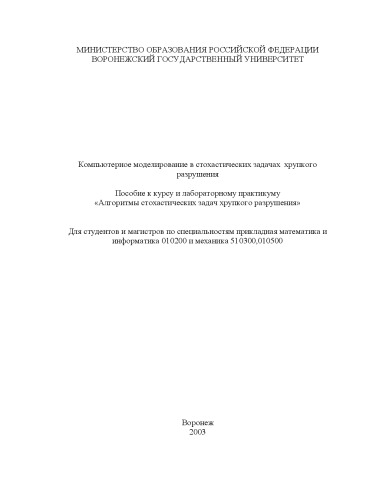 МИНИСТЕРСТВО ОБРАЗОВАНИЯ РОССИЙСКОЙ ФЕДЕРАЦИИ
ВОРОНЕЖСКИЙ ГОСУДАРСТВЕННЫЙ УНИВЕРСИТЕТ
Компьютерное моделирование в стохастических задачах хрупкого
разрушения
Пособие к курсу и лабораторному практикуму
«Алгоритмы стохастических задач хрупкого разрушения»
Для студентов и магистров по специальностям прикладная математика и
информатика 010200 и механика 510300,010500
Воронеж
2003